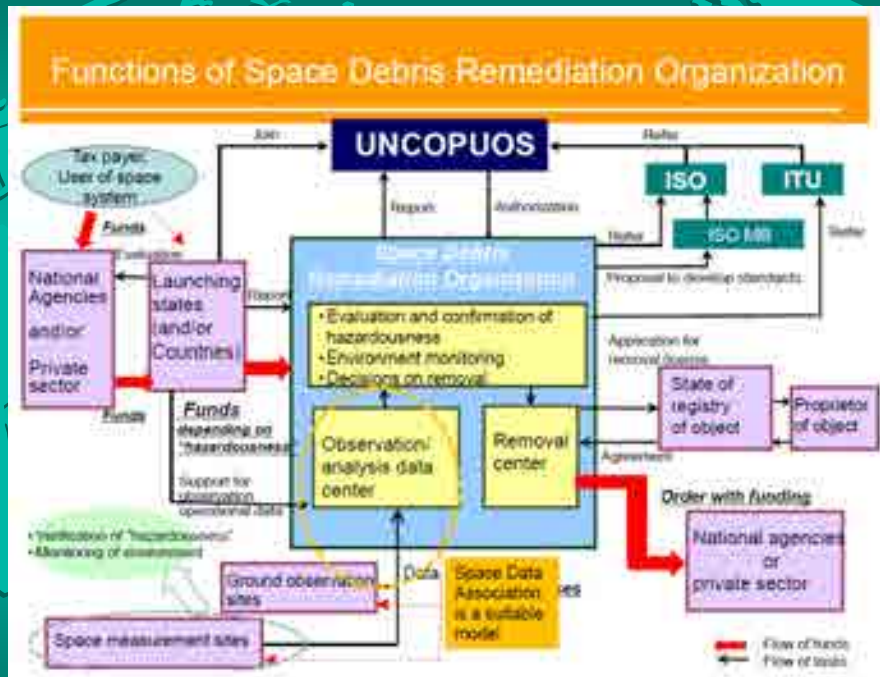 Functions of Space Debris Remediation Organization
Join
UNCOPUOS
Refer
Tax payer,
User of space
system
Funds
Evaluation
Report
Authorization
ISO
ITU
Refer
ISO MB
Refer
Proposal to develop standards
National
Agencies
and/or
Private
sector
Launching
states
(and/or
Countries)
Report
Space Debris
Remediation Organization
• Evaluation and confirmation of
hazardousness
• Environment monitoring
• Decisions on removal
Application for
removal license
State of
registry
of object
Proprietor
of object
Funds
Funds
depending on
"hazardousness"
Observation/
analysis data
center
Removal
center
Agreement
Support for
observation
operational data
Order with funding
National agencies
or
private sector
• Verification of "hazardousness"
• Monitoring of environment
Ground observation
sites
Data
Space Data
Association
is a suitable
model
Space measurement sites
Flow of funds
Flow of tasks